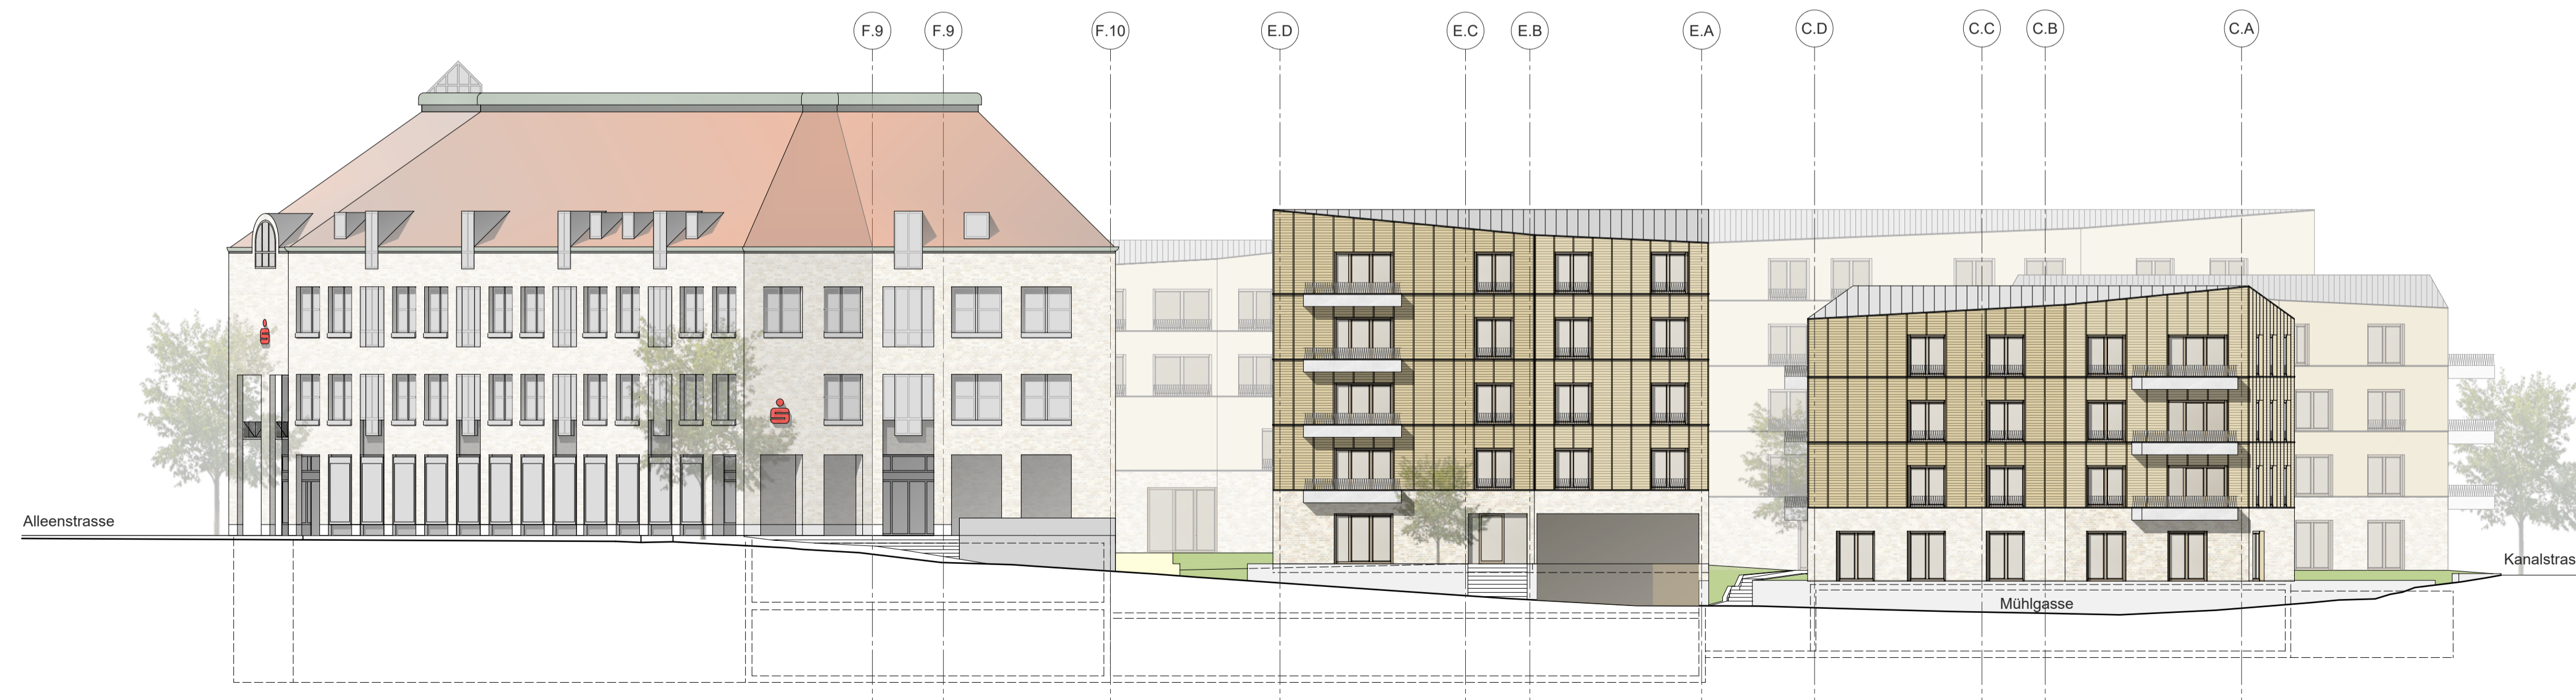 F.9
F.9
F.10
E.D
E.C
E.B
E.A
C.D
C.C
C.B
C.A
Alleenstrasse
Kanalstras
Mühlgasse